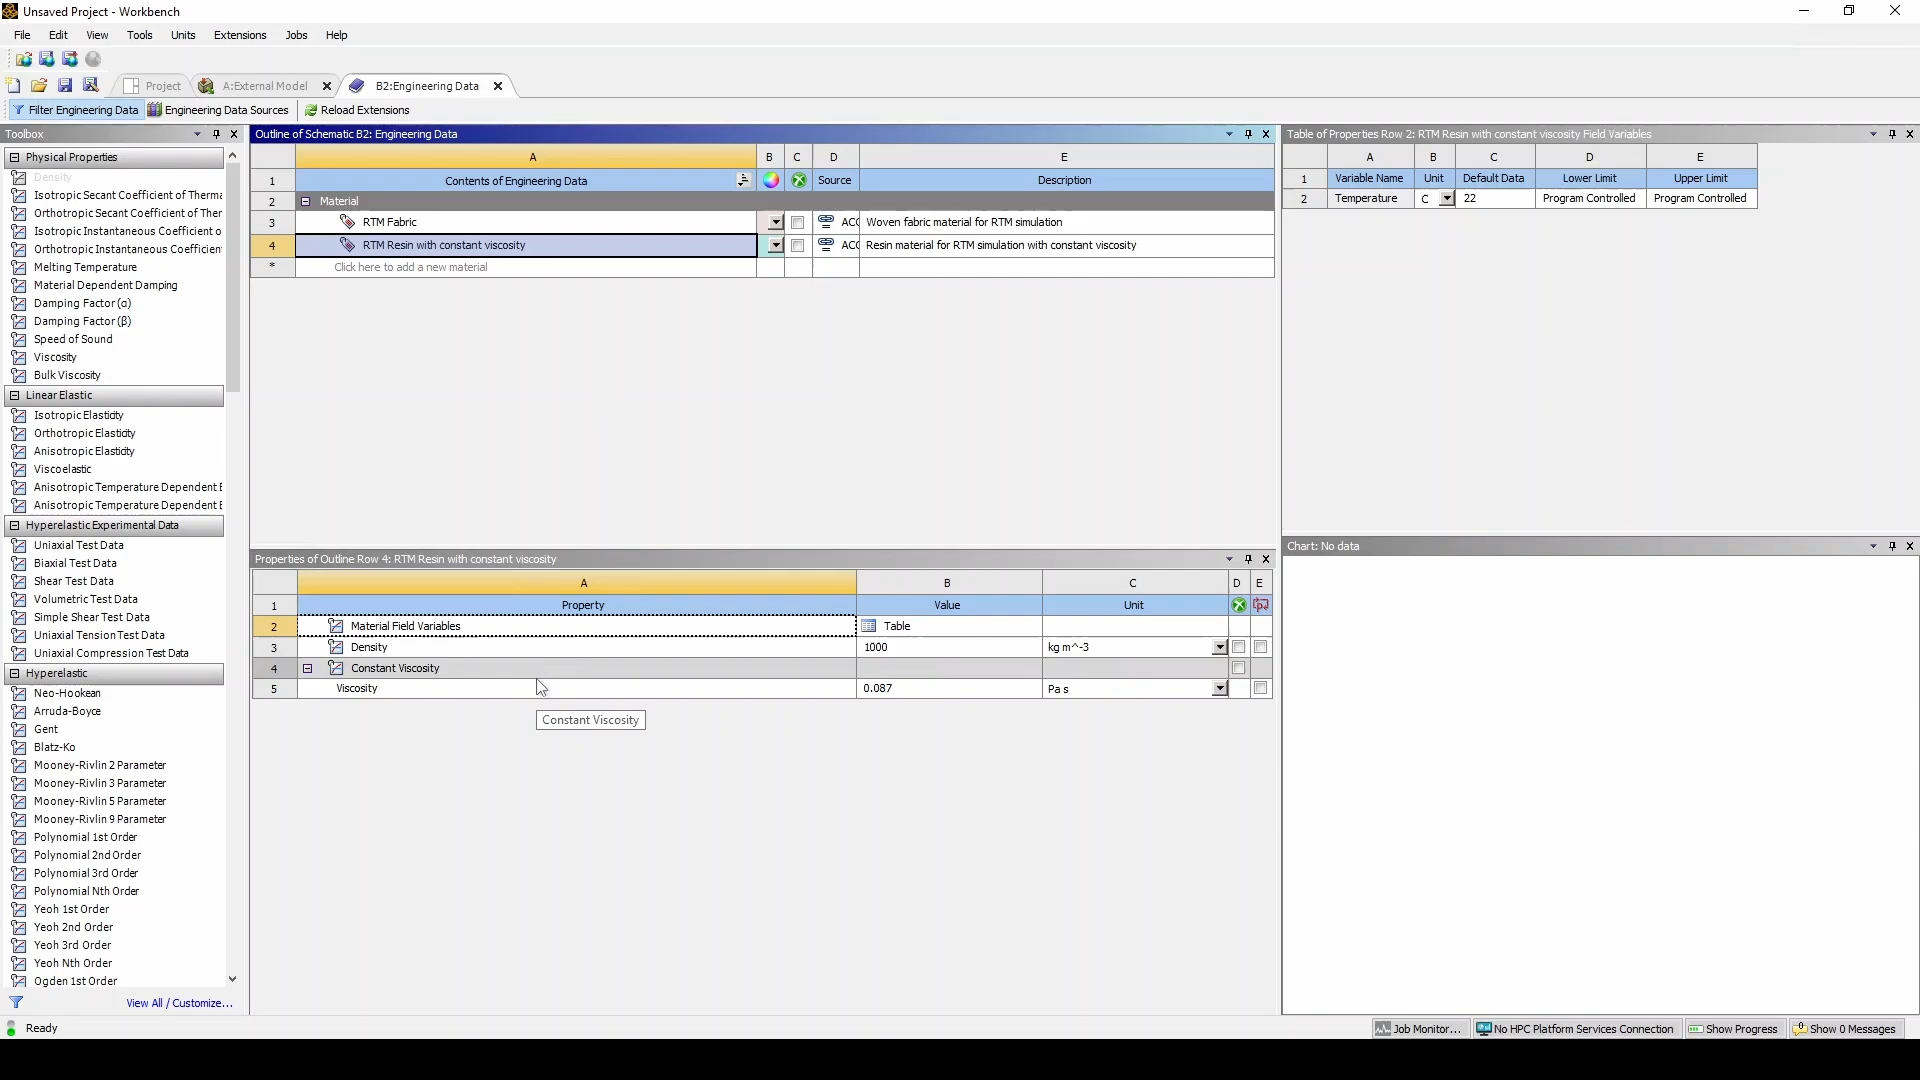 Unsaved Project - Workbench
File Edit View Tools Units Extensions Jobs Help
Project A:External Model B2:Engineering Data
Filter Engineering Data Engineering Data Sources Reload Extensions
Toolbox
Physical Properties
Density
Isotropic Secant Coefficient of Therma
Orthotropic Secant Coefficient of Ther
Isotropic Instantaneous Coefficient o
Orthotropic Instantaneous Coefficien
Melting Temperature
Material Dependent Damping
Damping Factor (α)
Damping Factor (β)
Speed of Sound
Viscosity
Bulk Viscosity
Linear Elastic
Isotropic Elasticity
Orthotropic Elasticity
Anisotropic Elasticity
Viscoelastic
Anisotropic Temperature Dependent E
Anisotropic Temperature Dependent E
Hyperelastic Experimental Data
Uniaxial Test Data
Biaxial Test Data
Shear Test Data
Volumetric Test Data
Simple Shear Test Data
Uniaxial Tension Test Data
Uniaxial Compression Test Data
Hyperelastic
Neo-Hookean
Arruda-Boyce
Gent
Blatz-Ko
Mooney-Rivlin 2 Parameter
Mooney-Rivlin 3 Parameter
Mooney-Rivlin 5 Parameter
Mooney-Rivlin 9 Parameter
Polynomial 1st Order
Polynomial 2nd Order
Polynomial 3rd Order
Polynomial Nth Order
Yeoh 1st Order
Yeoh 2nd Order
Yeoh 3rd Order
Yeoh Nth Order
Ogden 1st Order
View All / Customize...
Outline of Schematic B2: Engineering Data
A B C D E
1 Contents of Engineering Data Source Description
2 Material
3 RTM Fabric ACC Woven fabric material for RTM simulation
4 RTM Resin with constant viscosity ACC Resin material for RTM simulation with constant viscosity
* Click here to add a new material
Properties of Outline Row 4: RTM Resin with constant viscosity
A B C D E
1 Property Value Unit
2 Material Field Variables Table
3 Density 1000 kg m^-3
4 Constant Viscosity
5 Viscosity 0.087 Pa s
Constant Viscosity
Table of Properties Row 2: RTM Resin with constant viscosity Field Variables
A B C D E
1 Variable Name Unit Default Data Lower Limit Upper Limit
2 Temperature C 22 Program Controlled Program Controlled
Chart: No data
Ready
Job Monitor... No HPC Platform Services Connection Show Progress Show 0 Messages